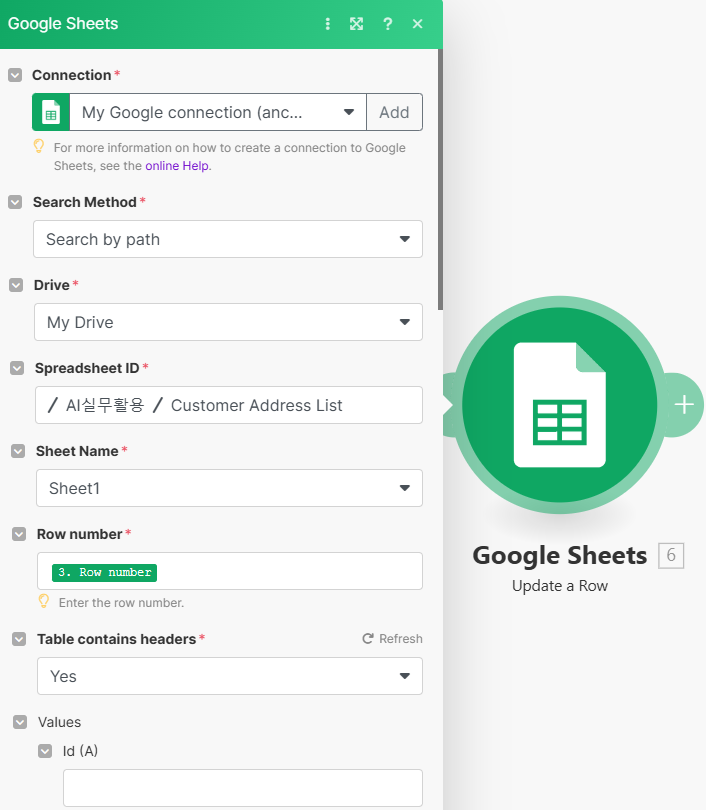 Google Sheets
Connection *
My Google connection (anc...
Add
For more information on how to create a connection to Google
Sheets, see the online Help.
Search Method *
Search by path
Drive *
My Drive
Spreadsheet ID *
/ AI실무활용 / Customer Address List
Sheet Name *
Sheet1
Row number *
3. Row number
Enter the row number.
Table contains headers *
Refresh
Yes
Values
Id (A)
Google Sheets 6
Update a Row